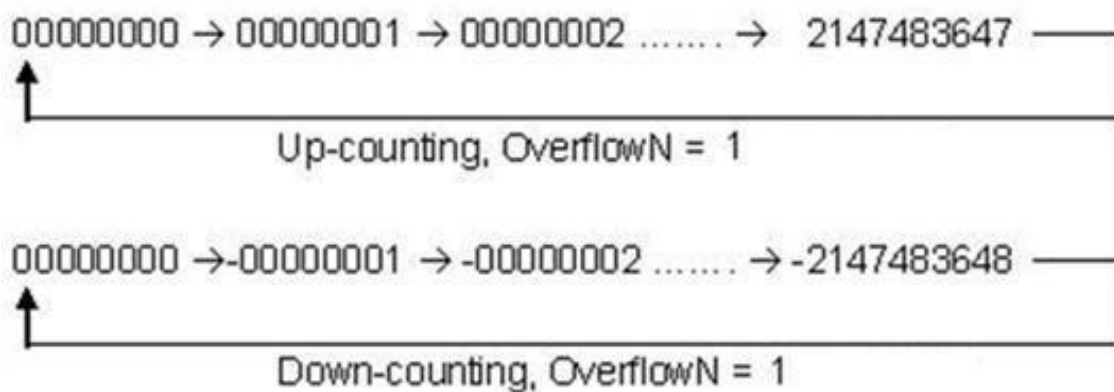 00000000 → 00000001 → 00000002 ....... → 2147483647
Up-counting, OverflowN = 1
00000000 →-00000001 → -00000002 ....... → -2147483648
Down-counting, OverflowN = 1